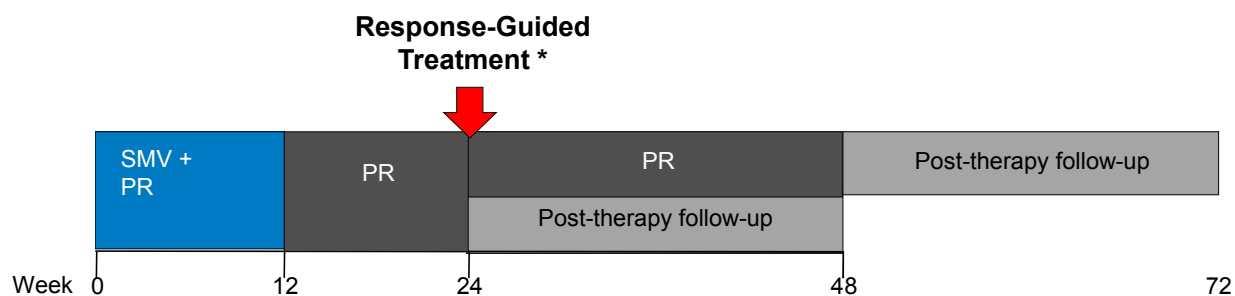 Response-Guided
Treatment *
SMV +
PR
PR
PR
Post-therapy follow-up
Post-therapy follow-up
Week 0 12 24 48 72